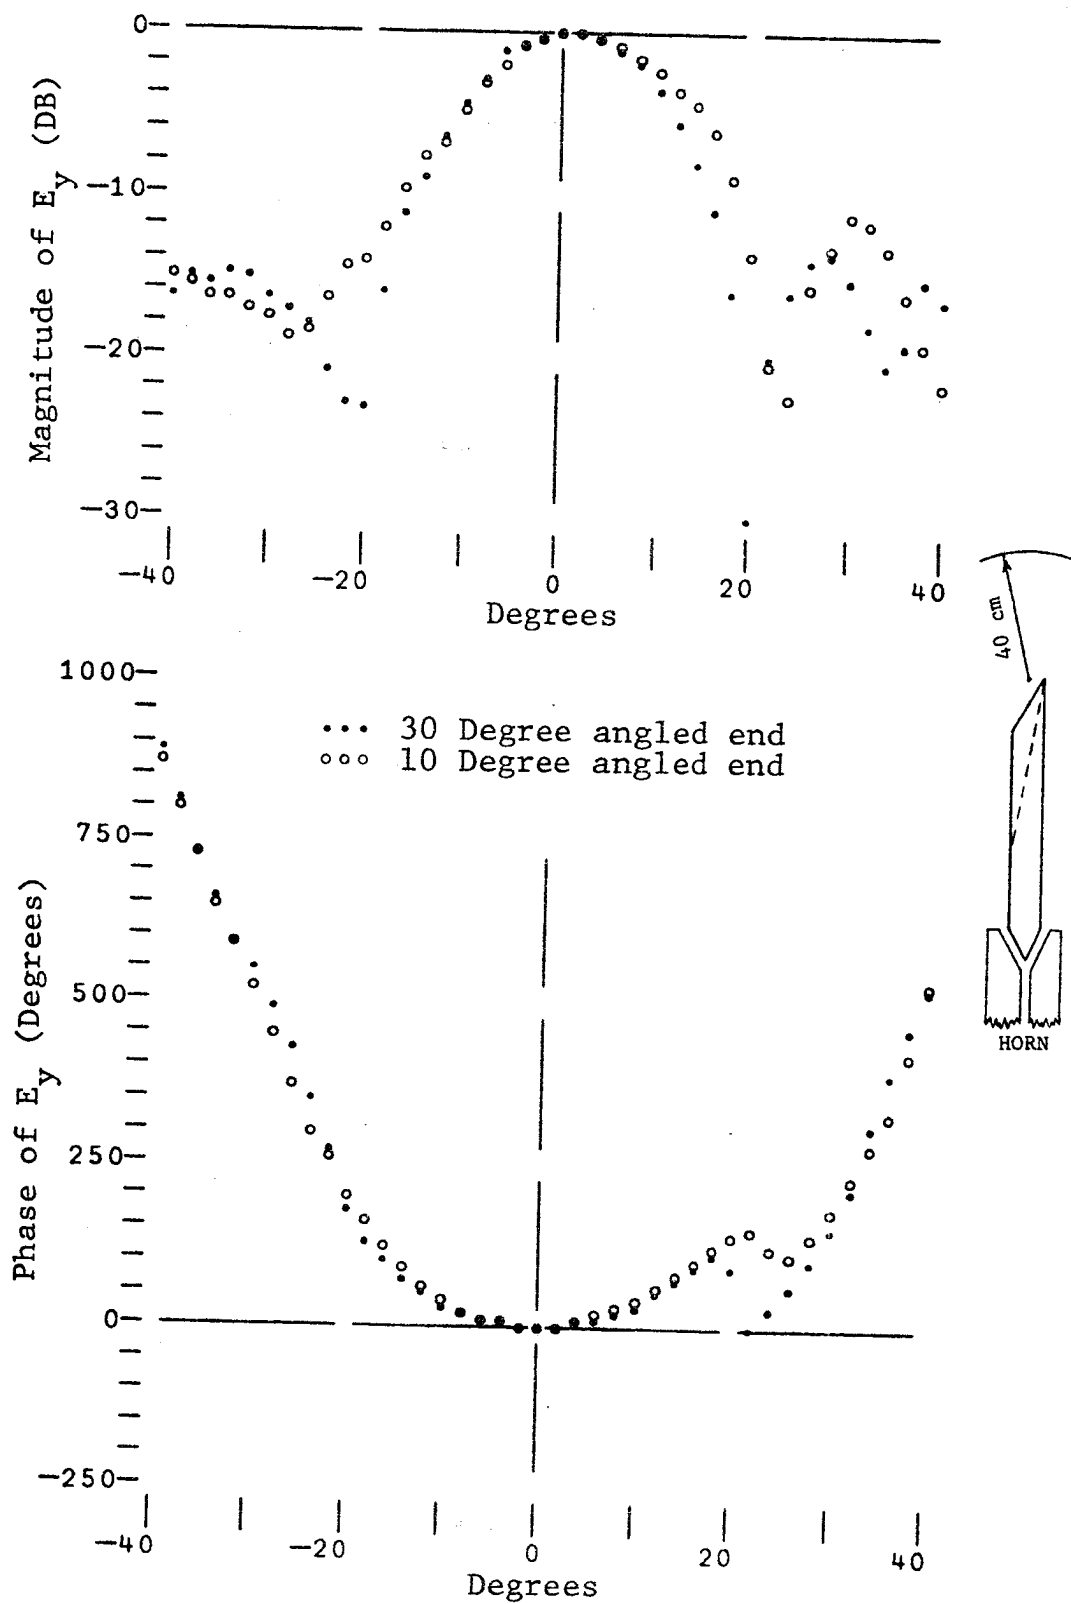 0
Magnitude of Ey (DB)
-10
-20
-30
-40 -20 0 20 40
Degrees
40 cm
1000
••• 30 Degree angled end
ooo 10 Degree angled end
750
Phase of Ey (Degrees)
500
HORN
250
0
-250
-40 -20 0 20 40
Degrees